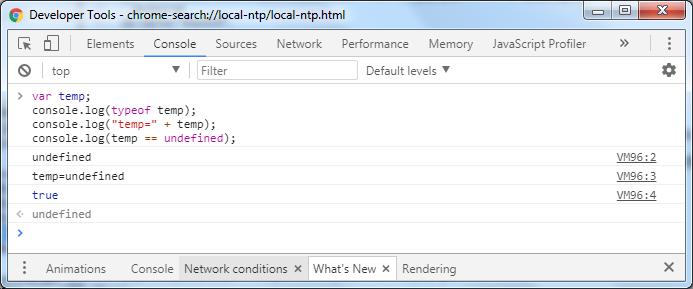 Developer Tools - chrome-search://local-ntp/local-ntp.html
Elements Console Sources Network Performance Memory JavaScript Profiler »
top ▼ Filter Default levels ▼
> var temp;
console.log(typeof temp);
console.log("temp=" + temp);
console.log(temp == undefined);
undefined VM96:2
temp=undefined VM96:3
true VM96:4
undefined
>
Animations Console Network conditions × What's New × Rendering ×